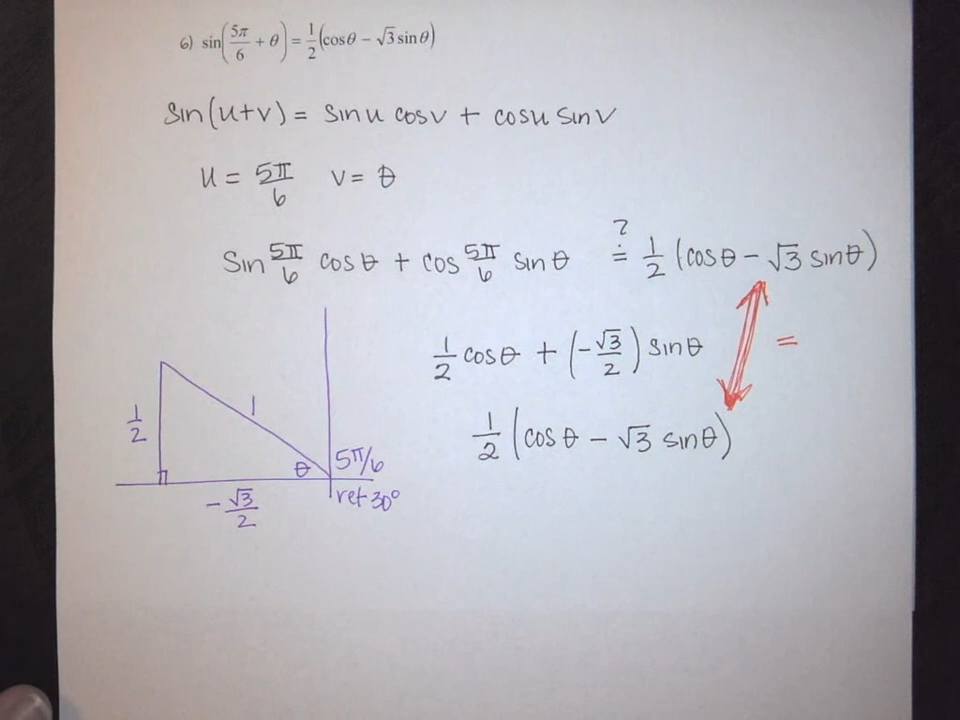 6) sin(5π/6 + θ) = 1/2(cosθ − √3 sinθ)
Sin(u+v) = sinu cosv + cosu sinv
u = 5π/6 v = θ
Sin 5π/6 cosθ + cos 5π/6 sinθ ?= 1/2 (cosθ − √3 sinθ)
1/2 cosθ + (−√3/2) sinθ =
1/2 (cosθ − √3 sinθ)
1/2
1
θ
5π/6
−√3/2
ref 30°